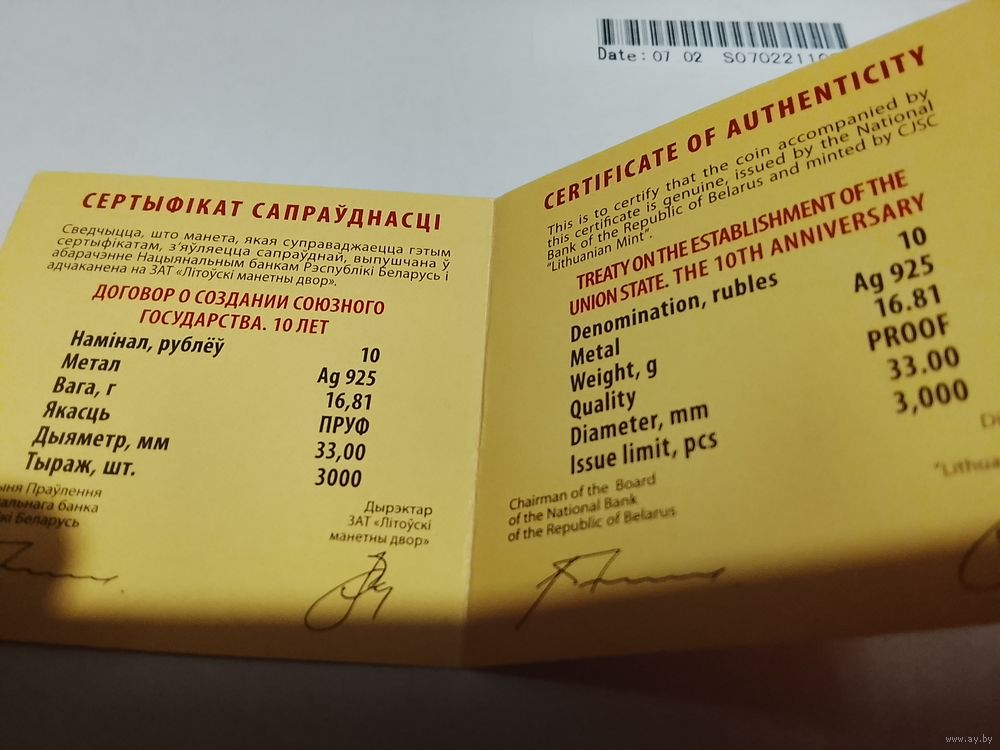 Date: 07 02 S0702211
СЕРТЫФІКАТ САПРАЎДНАСЦІ
Сведчыцца, што манета, якая суправаджаецца гэтым
сертыфікатам, з'яўляецца сапраўднай, выпушчана ў
абарачэнне Нацыянальным банкам Рэспублікі Беларусь і
адчаканена на ЗАТ «Літоўскі манетны двор».
ДОГОВОР О СОЗДАНИИ СОЮЗНОГО
ГОСУДАРСТВА. 10 ЛЕТ
Намінал, рублёў 10
Метал Ag 925
Вага, г 16,81
Якасць ПРУФ
Дыяметр, мм 33,00
Тыраж, шт. 3000
Праўлення
банка
Беларусь
Дырэктар
ЗАТ «Літоўскі
манетны двор»
CERTIFICATE OF AUTHENTICITY
This is to certify that the coin accompanied by
this certificate is genuine, issued by the National
Bank of the Republic of Belarus and minted by CJSC
"Lithuanian Mint".
TREATY ON THE ESTABLISHMENT OF THE
UNION STATE. THE 10TH ANNIVERSARY
Denomination, rubles 10
Metal Ag 925
Weight, g 16.81
Quality PROOF
Diameter, mm 33.00
Issue limit, pcs 3,000
Chairman of the Board
of the National Bank
of the Republic of Belarus
www.ay.by